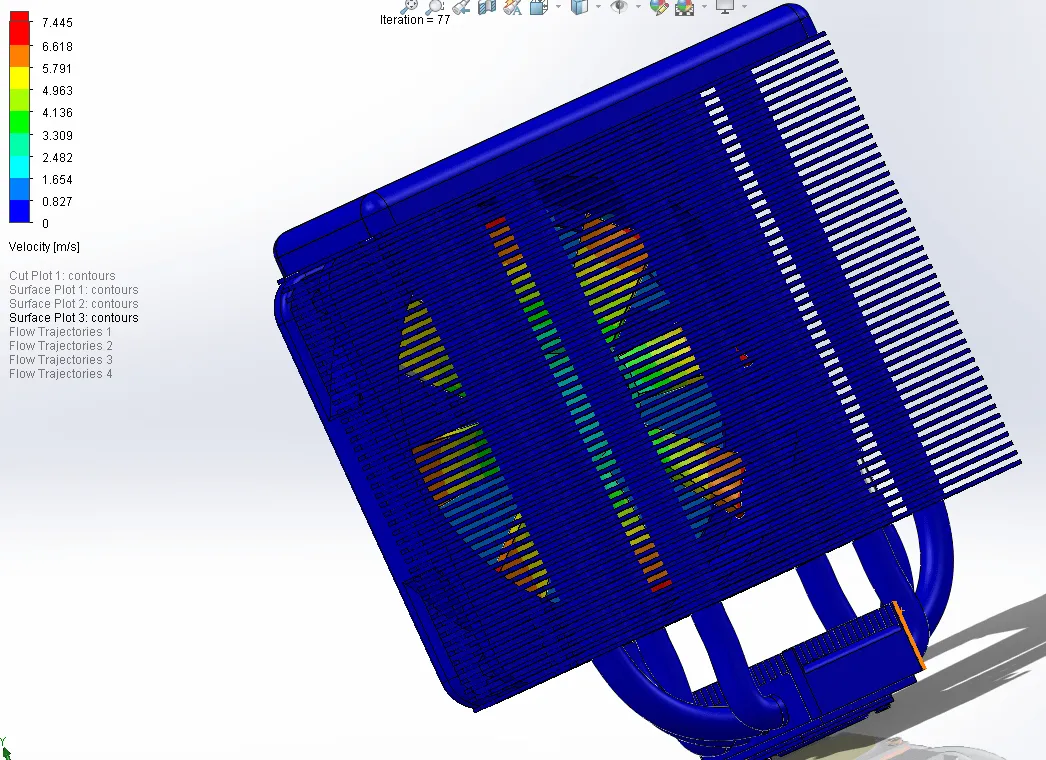 Iteration = 77
7.445
6.618
5.791
4.963
4.136
3.309
2.482
1.654
0.827
0
Velocity [m/s]
Cut Plot 1: contours
Surface Plot 1: contours
Surface Plot 2: contours
Surface Plot 3: contours
Flow Trajectories 1
Flow Trajectories 2
Flow Trajectories 3
Flow Trajectories 4
Y